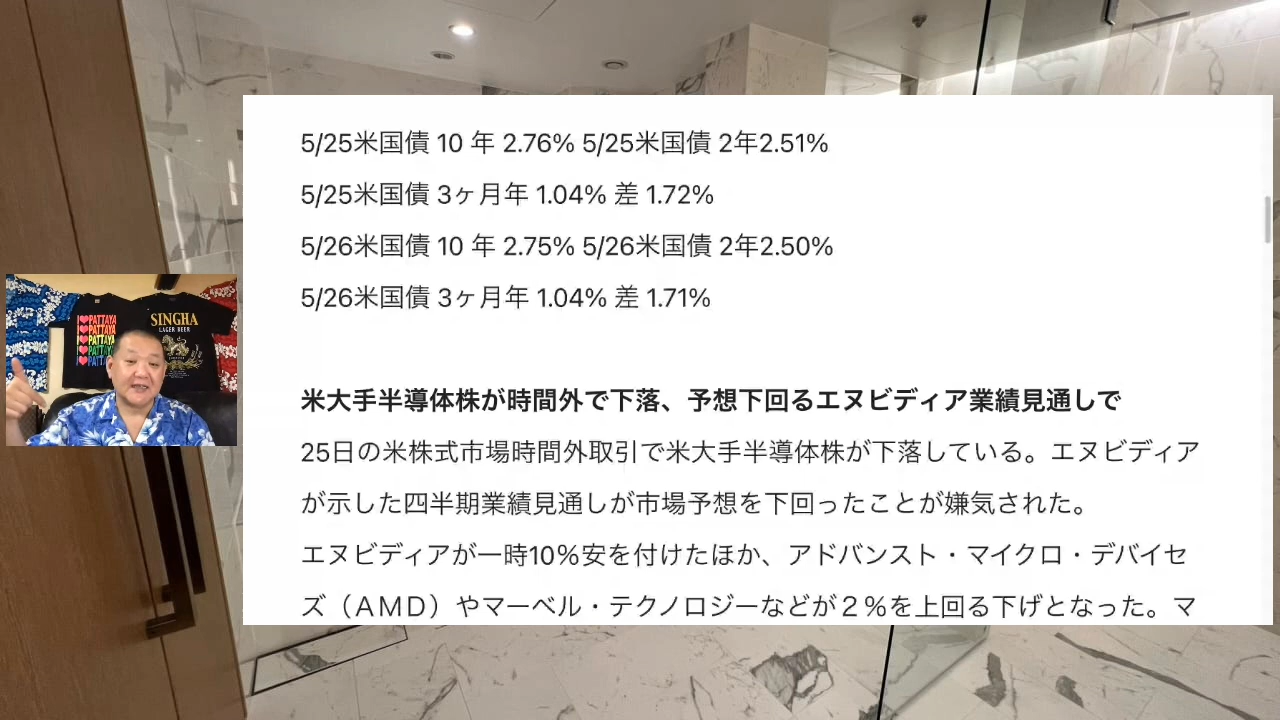 5/25米国債 10 年 2.76% 5/25米国債 2年2.51%
5/25米国債 3ヶ月年 1.04% 差 1.72%
5/26米国債 10 年 2.75% 5/26米国債 2年2.50%
5/26米国債 3ヶ月年 1.04% 差 1.71%
米大手半導体株が時間外で下落、予想下回るエヌビディア業績見通しで
25日の米株式市場時間外取引で米大手半導体株が下落している。エヌビディア
が示した四半期業績見通しが市場予想を下回ったことが嫌気された。
エヌビディアが一時10%安を付けたほか、アドバンスト・マイクロ・デバイセ
ズ（ＡＭＤ）やマーベル・テクノロジーなどが２％を上回る下げとなった。マ
I❤PATTAYA
I❤PATTAYA
I❤PATTAYA
I❤PATTA
I❤PATT
SINGHA
LAGER BEER